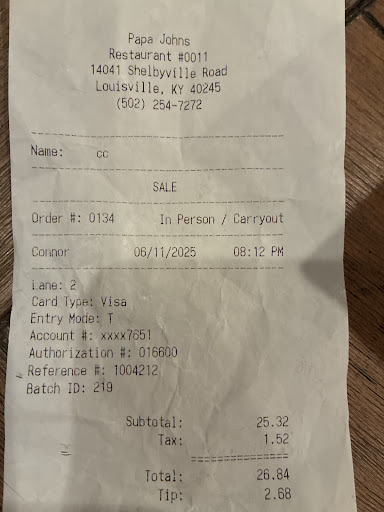 Papa Johns
Restaurant #0011
14041 Shelbyville Road
Louisville, KY 40245
(502) 254-7272
--------------------------------
Name: cc
--------------------------------
SALE
--------------------------------
Order #: 0134 In Person / Carryout
--------------------------------
Connor 06/11/2025 08:12 PM
--------------------------------
Lane: 2
Card Type: Visa
Entry Mode: T
Account #: xxxx7651
Authorization #: 016600
Reference #: 1004212
Batch ID: 219
Subtotal: 25.32
Tax: 1.52
==============
Total: 26.84
Tip: 2.68